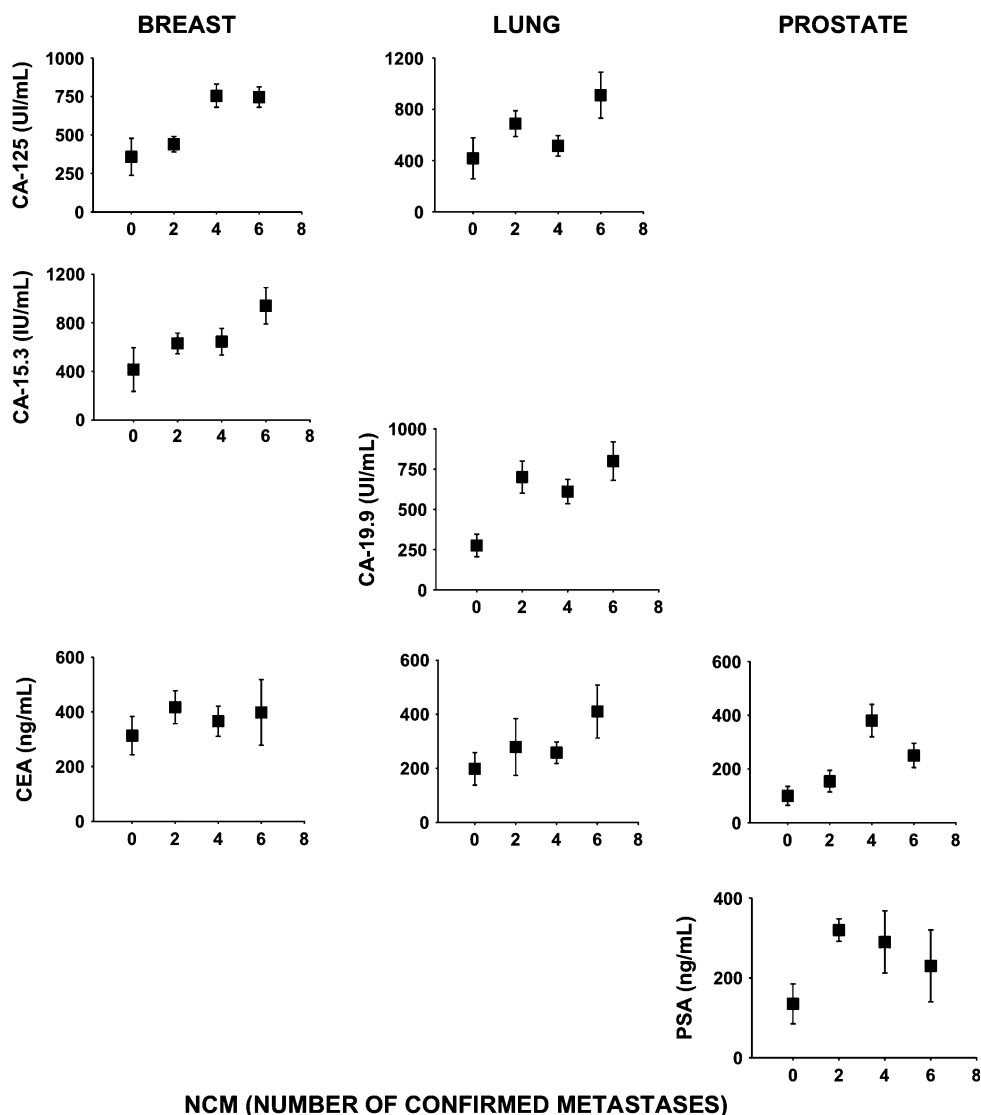 BREAST LUNG PROSTATE
CA-125 (UI/mL)
1000
750
500
250
0
0 2 4 6 8
1200
800
400
0
0 2 4 6 8
CA-15.3 (IU/mL)
1200
800
400
0
0 2 4 6 8
CA-19.9 (UI/mL)
1000
750
500
250
0
0 2 4 6 8
CEA (ng/mL)
600
400
200
0
0 2 4 6 8
600
400
200
0
0 2 4 6 8
600
400
200
0
0 2 4 6 8
PSA (ng/mL)
400
200
0
0 2 4 6 8
NCM (NUMBER OF CONFIRMED METASTASES)